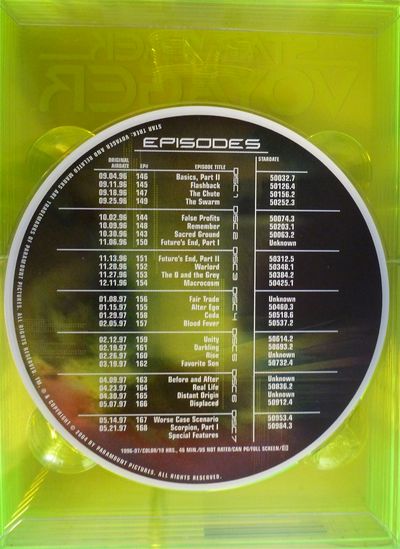 STAR TREK
VOYAGER
EPISODES
ORIGINAL AIRDATE EP# EPISODE TITLE STARDATE
DISC 1
09.04.96 146 Basics, Part II 50032.7
09.11.96 145 Flashback 50126.4
09.18.96 147 The Chute 50156.2
09.25.96 149 The Swarm 50252.3
DISC 2
10.02.96 144 False Profits 50074.3
10.09.96 148 Remember 50203.1
10.30.96 143 Sacred Ground 50063.2
11.06.96 150 Future's End, Part I Unknown
DISC 3
11.13.96 151 Future's End, Part II 50312.5
11.20.96 152 Warlord 50348.1
11.27.96 153 The Q and the Grey 50384.2
12.11.96 154 Macrocosm 50425.1
DISC 4
01.08.97 156 Fair Trade Unknown
01.15.97 155 Alter Ego 50460.3
01.29.97 158 Coda 50518.6
02.05.97 157 Blood Fever 50537.2
DISC 5
02.12.97 159 Unity 50614.2
02.19.97 161 Darkling 50693.2
02.26.97 160 Rise Unknown
03.19.97 162 Favorite Son 50732.4
DISC 6
04.09.97 163 Before and After Unknown
04.23.97 164 Real Life 50836.2
04.30.97 165 Distant Origin Unknown
05.07.97 166 Displaced 50912.4
DISC 7
05.14.97 167 Worse Case Scenario 50953.4
05.21.97 168 Scorpion, Part I 50984.3
Special Features
1996-97/COLOR/19 HRS., 46 MIN./US NOT RATED/CAN PG/FULL SCREEN/
STAR TREK: VOYAGER AND RELATED MARKS ARE TRADEMARKS OF PARAMOUNT PICTURES. ALL RIGHTS RESERVED. TM, ® & COPYRIGHT © 2004 BY PARAMOUNT PICTURES. ALL RIGHTS RESERVED.